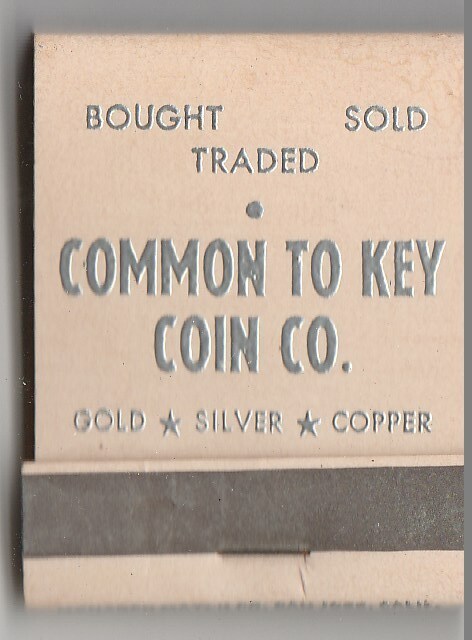 BOUGHT SOLD
TRADED
COMMON TO KEY
COIN CO.
GOLD ★ SILVER ★ COPPER